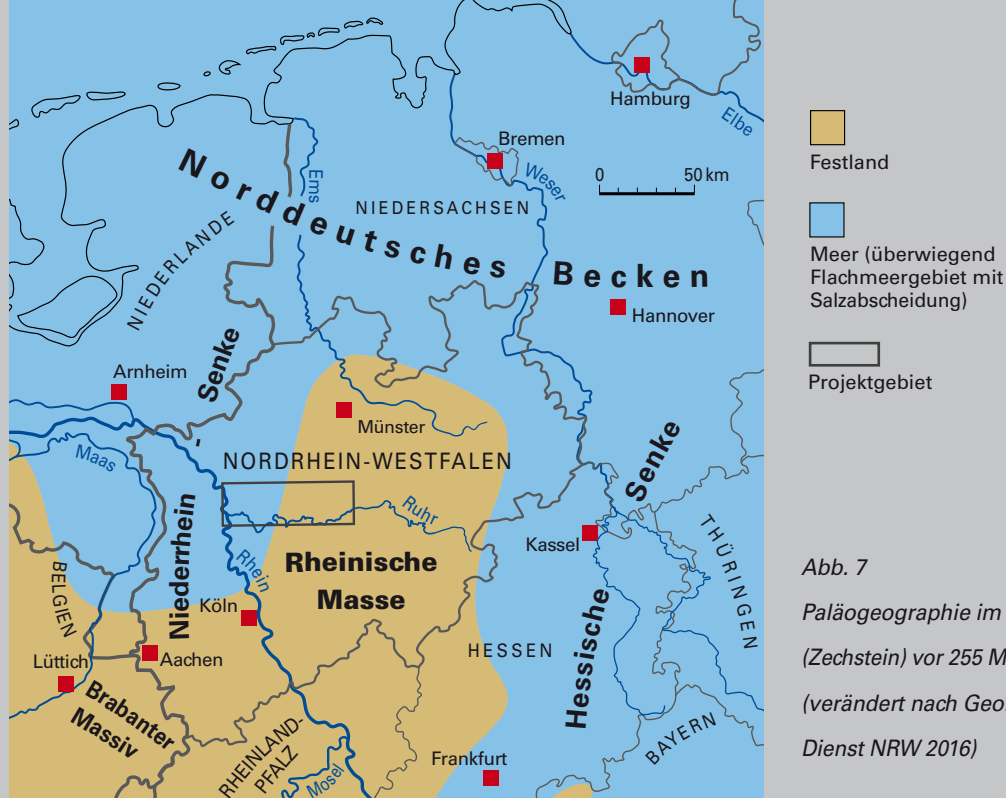 Hamburg
Elbe
Bremen
Weser
0 50 km
Norddeutsches
Becken
Ems
NIEDERSACHSEN
NIEDERLANDE
Hannover
Arnheim
Niederrhein - Senke
Münster
Maas
NORDRHEIN-WESTFALEN
Ruhr
Rhein
Rheinische
Masse
Kassel
Hessische Senke
THÜRINGEN
BELGIEN
Köln
HESSEN
Lüttich
Aachen
Brabanter
Massiv
RHEINLAND-
PFALZ
Mosel
Frankfurt
BAYERN
Festland
Meer (überwiegend
Flachmeergebiet mit
Salzabscheidung)
Projektgebiet
Abb. 7
Paläogeographie im
(Zechstein) vor 255 M
(verändert nach Geo
Dienst NRW 2016)